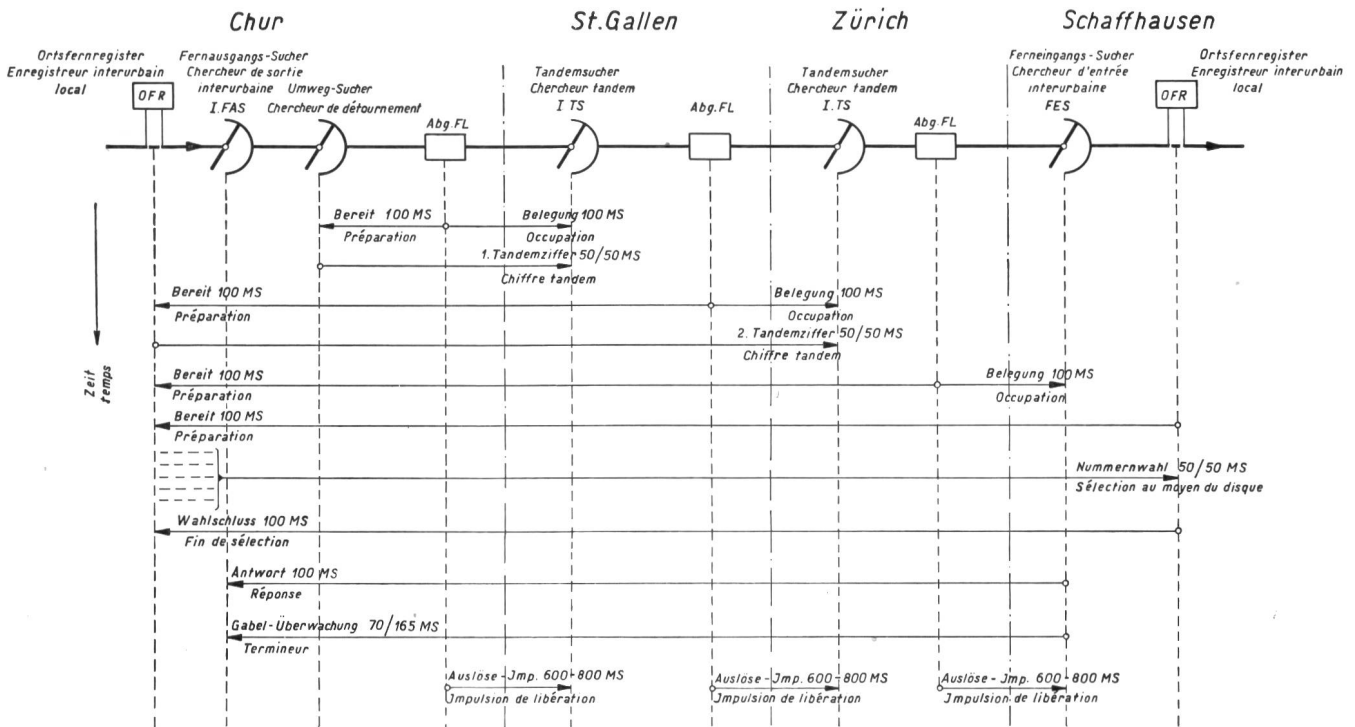 Chur
St.Gallen
Zürich
Schaffhausen
Ortsfernregister
Enregistreur interurbain
local
OFR
Fernausgangs-Sucher
Chercheur de sortie
interurbaine
I.FAS
Umweg-Sucher
Chercheur de détournement
Abg.FL
Tandemsucher
Chercheur tandem
I TS
Abg.FL
Tandemsucher
Chercheur tandem
I.TS
Abg.FL
Ferneingangs-Sucher
Chercheur d'entrée
interurbaine
FES
Ortsfernregister
Enregistreur interurbain
local
OFR
Zeit
temps
Bereit 100 MS
Préparation
Belegung 100 MS
Occupation
1. Tandemziffer 50/50 MS
Chiffre tandem
Bereit 100 MS
Préparation
Belegung 100 MS
Occupation
2. Tandemziffer 50/50 MS
Chiffre tandem
Bereit 100 MS
Préparation
Belegung 100 MS
Occupation
Bereit 100 MS
Préparation
Nummernwahl 50/50 MS
Sélection au moyen du disque
Wahlschluss 100 MS
Fin de sélection
Antwort 100 MS
Réponse
Gabel-Überwachung 70/165 MS
Termineur
Auslöse-Jmp. 600-800 MS
Jmpulsion de libération
Auslöse-Jmp. 600-800 MS
Jmpulsion de libération
Auslöse-Jmp. 600-800 MS
Jmpulsion de libération